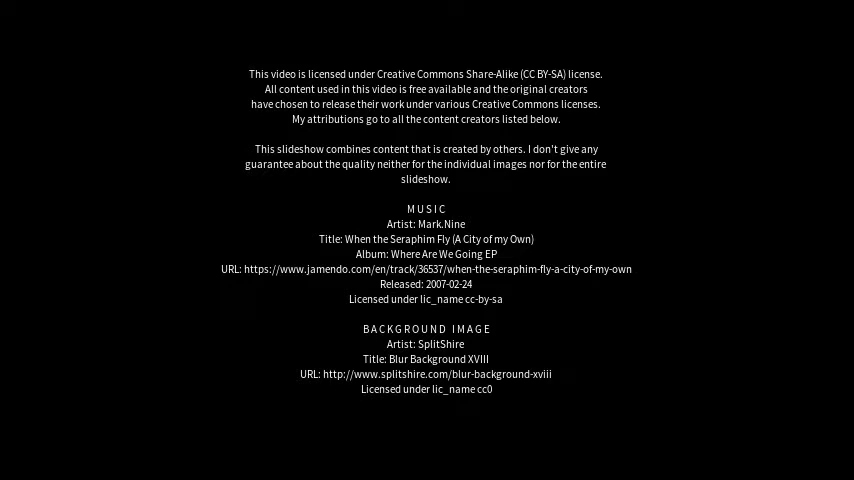 This video is licensed under Creative Commons Share-Alike (CC BY-SA) license.
All content used in this video is free available and the original creators
have chosen to release their work under various Creative Commons licenses.
My attributions go to all the content creators listed below.
This slideshow combines content that is created by others. I don't give any
guarantee about the quality neither for the individual images nor for the entire
slideshow.
MUSIC
Artist: Mark.Nine
Title: When the Seraphim Fly (A City of my Own)
Album: Where Are We Going EP
URL: https://www.jamendo.com/en/track/36537/when-the-seraphim-fly-a-city-of-my-own
Released: 2007-02-24
Licensed under lic_name cc-by-sa
BACKGROUND IMAGE
Artist: SplitShire
Title: Blur Background XVIII
URL: http://www.splitshire.com/blur-background-xviii
Licensed under lic_name cc0